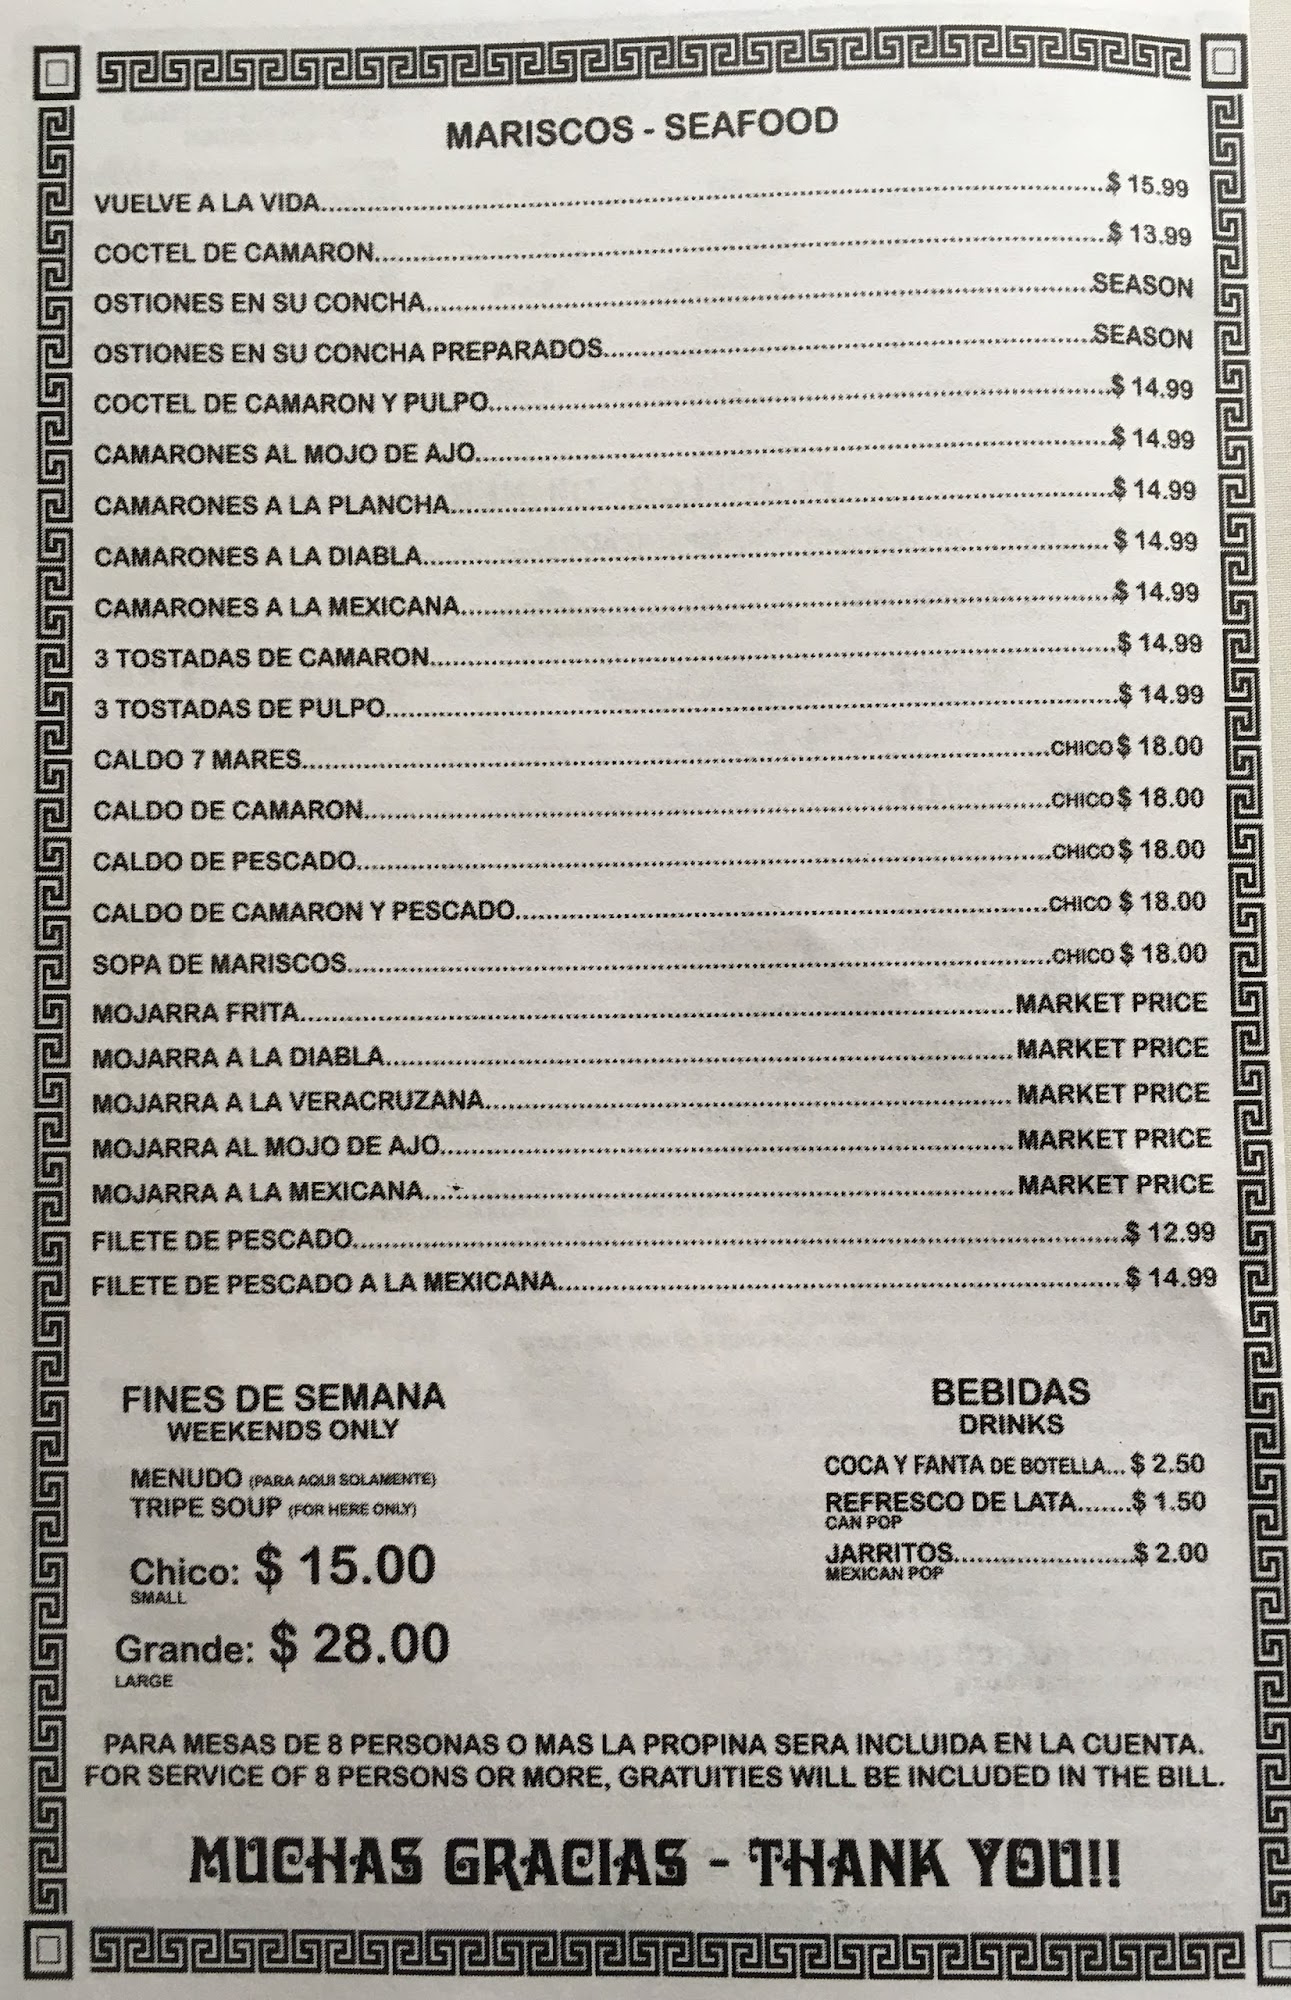 MARISCOS - SEAFOOD
VUELVE A LA VIDA $ 15.99
COCTEL DE CAMARON $ 13.99
OSTIONES EN SU CONCHA SEASON
OSTIONES EN SU CONCHA PREPARADOS SEASON
COCTEL DE CAMARON Y PULPO $ 14.99
CAMARONES AL MOJO DE AJO $ 14.99
CAMARONES A LA PLANCHA $ 14.99
CAMARONES A LA DIABLA $ 14.99
CAMARONES A LA MEXICANA $ 14.99
3 TOSTADAS DE CAMARON $ 14.99
3 TOSTADAS DE PULPO $ 14.99
CALDO 7 MARES CHICO $ 18.00
CALDO DE CAMARON CHICO $ 18.00
CALDO DE PESCADO CHICO $ 18.00
CALDO DE CAMARON Y PESCADO CHICO $ 18.00
SOPA DE MARISCOS CHICO $ 18.00
MOJARRA FRITA MARKET PRICE
MOJARRA A LA DIABLA MARKET PRICE
MOJARRA A LA VERACRUZANA MARKET PRICE
MOJARRA AL MOJO DE AJO MARKET PRICE
MOJARRA A LA MEXICANA MARKET PRICE
FILETE DE PESCADO $ 12.99
FILETE DE PESCADO A LA MEXICANA $ 14.99
FINES DE SEMANA
WEEKENDS ONLY
MENUDO (PARA AQUI SOLAMENTE)
TRIPE SOUP (FOR HERE ONLY)
Chico: $ 15.00
SMALL
Grande: $ 28.00
LARGE
BEBIDAS
DRINKS
COCA Y FANTA DE BOTELLA... $ 2.50
REFRESCO DE LATA.......$ 1.50
CAN POP
JARRITOS $ 2.00
MEXICAN POP
PARA MESAS DE 8 PERSONAS O MAS LA PROPINA SERA INCLUIDA EN LA CUENTA.
FOR SERVICE OF 8 PERSONS OR MORE, GRATUITIES WILL BE INCLUDED IN THE BILL.
MUCHAS GRACIAS - THANK YOU!!